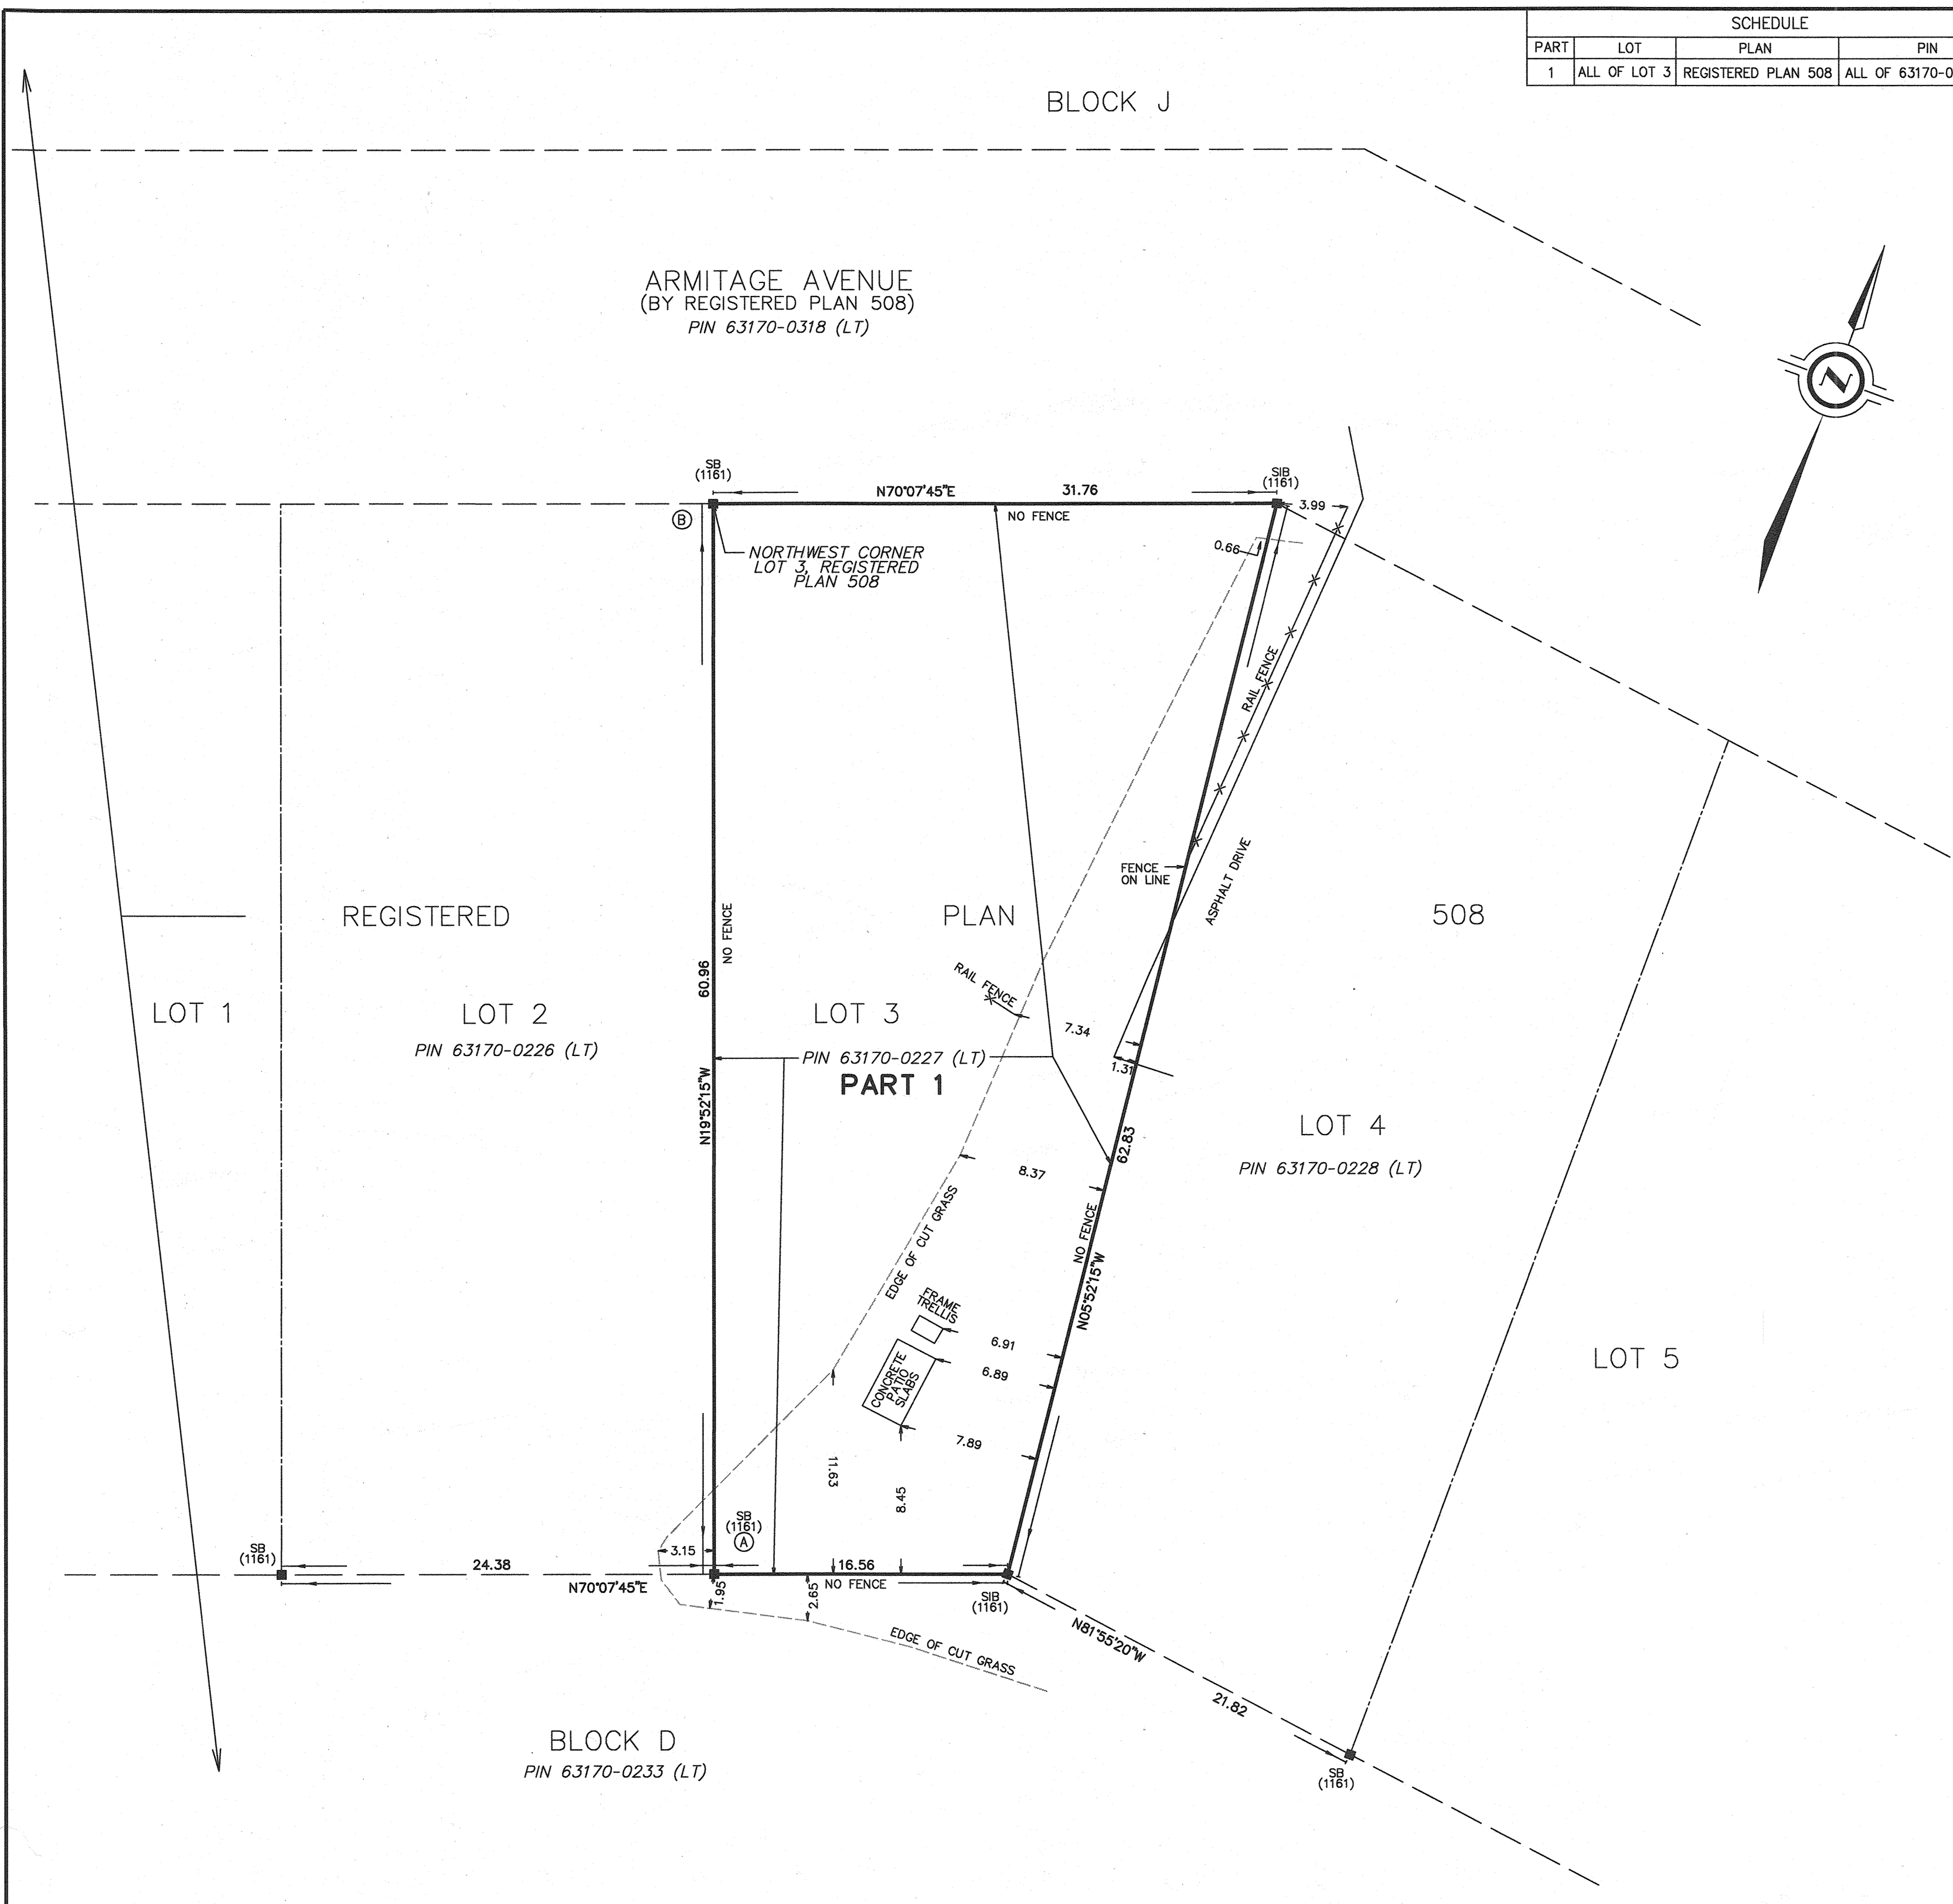 SCHEDULE
PART LOT PLAN PIN
1 ALL OF LOT 3 REGISTERED PLAN 508 ALL OF 63170-0
BLOCK J
ARMITAGE AVENUE
(BY REGISTERED PLAN 508)
PIN 63170-0318 (LT)
N
SB
(1161)
N70°07'45"E
31.76
SIB
(1161)
3.99
NO FENCE
B
NORTHWEST CORNER
LOT 3, REGISTERED
PLAN 508
0.66
RAIL FENCE
FENCE
ON LINE
ASPHALT DRIVE
REGISTERED
PLAN
508
NO FENCE
60.96
N19°52'15"W
RAIL FENCE
LOT 1
LOT 2
PIN 63170-0226 (LT)
LOT 3
PIN 63170-0227 (LT)
PART 1
7.34
1.31
62.83
LOT 4
PIN 63170-0228 (LT)
8.37
EDGE OF CUT GRASS
NO FENCE
N05°52'15"W
FRAME
TRELLIS
6.91
6.89
CONCRETE
PATIO
SLABS
LOT 5
7.89
11.63
8.45
SB
(1161)
A
SB
(1161)
3.15
24.38
16.56
N70°07'45"E
NO FENCE
1.95
2.65
SIB
(1161)
EDGE OF CUT GRASS
N81°55'20"W
21.82
BLOCK D
PIN 63170-0233 (LT)
SB
(1161)